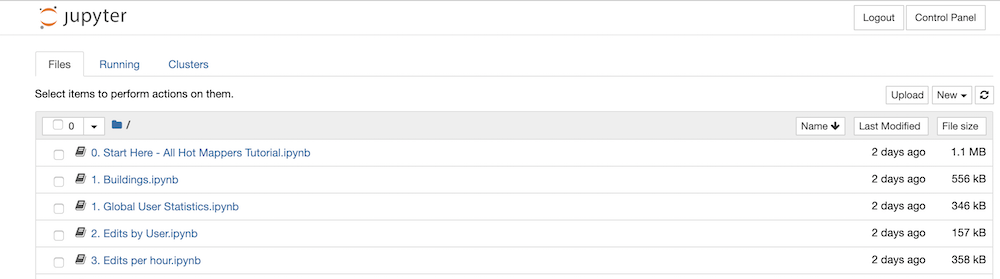 jupyter Logout Control Panel
Files Running Clusters
Select items to perform actions on them. Upload New
0 / Name Last Modified File size
0. Start Here - All Hot Mappers Tutorial.ipynb 2 days ago 1.1 MB
1. Buildings.ipynb 2 days ago 556 kB
1. Global User Statistics.ipynb 2 days ago 346 kB
2. Edits by User.ipynb 2 days ago 157 kB
3. Edits per hour.ipynb 2 days ago 358 kB